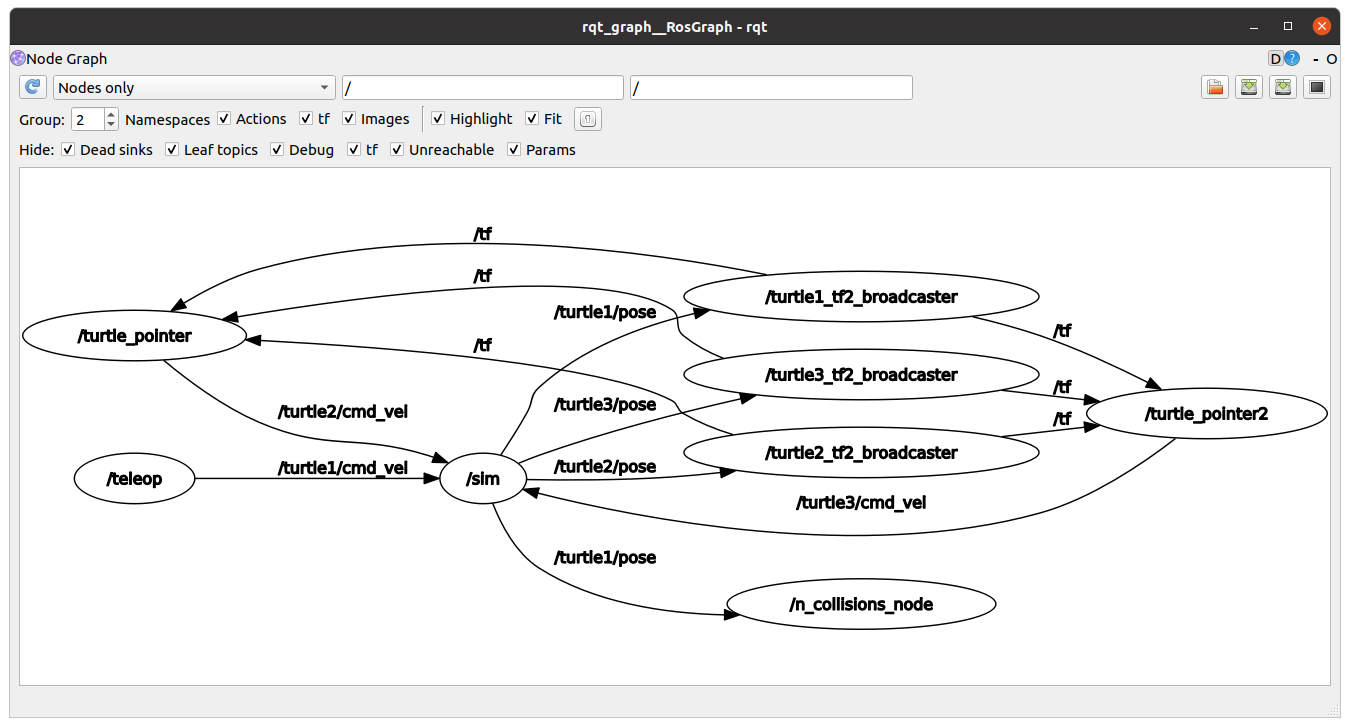 rqt_graph__RosGraph - rqt
Node Graph
D ? - O
Nodes only
/
/
Group: 2 Namespaces Actions tf Images Highlight Fit
Hide: Dead sinks Leaf topics Debug tf Unreachable Params
/tf
/tf
/turtle1_tf2_broadcaster
/turtle1/pose
/tf
/turtle_pointer
/tf
/turtle3_tf2_broadcaster
/tf
/turtle3/pose
/turtle2/cmd_vel
/tf
/turtle_pointer2
/turtle2_tf2_broadcaster
/turtle1/cmd_vel
/turtle2/pose
/teleop
/sim
/turtle3/cmd_vel
/turtle1/pose
/n_collisions_node